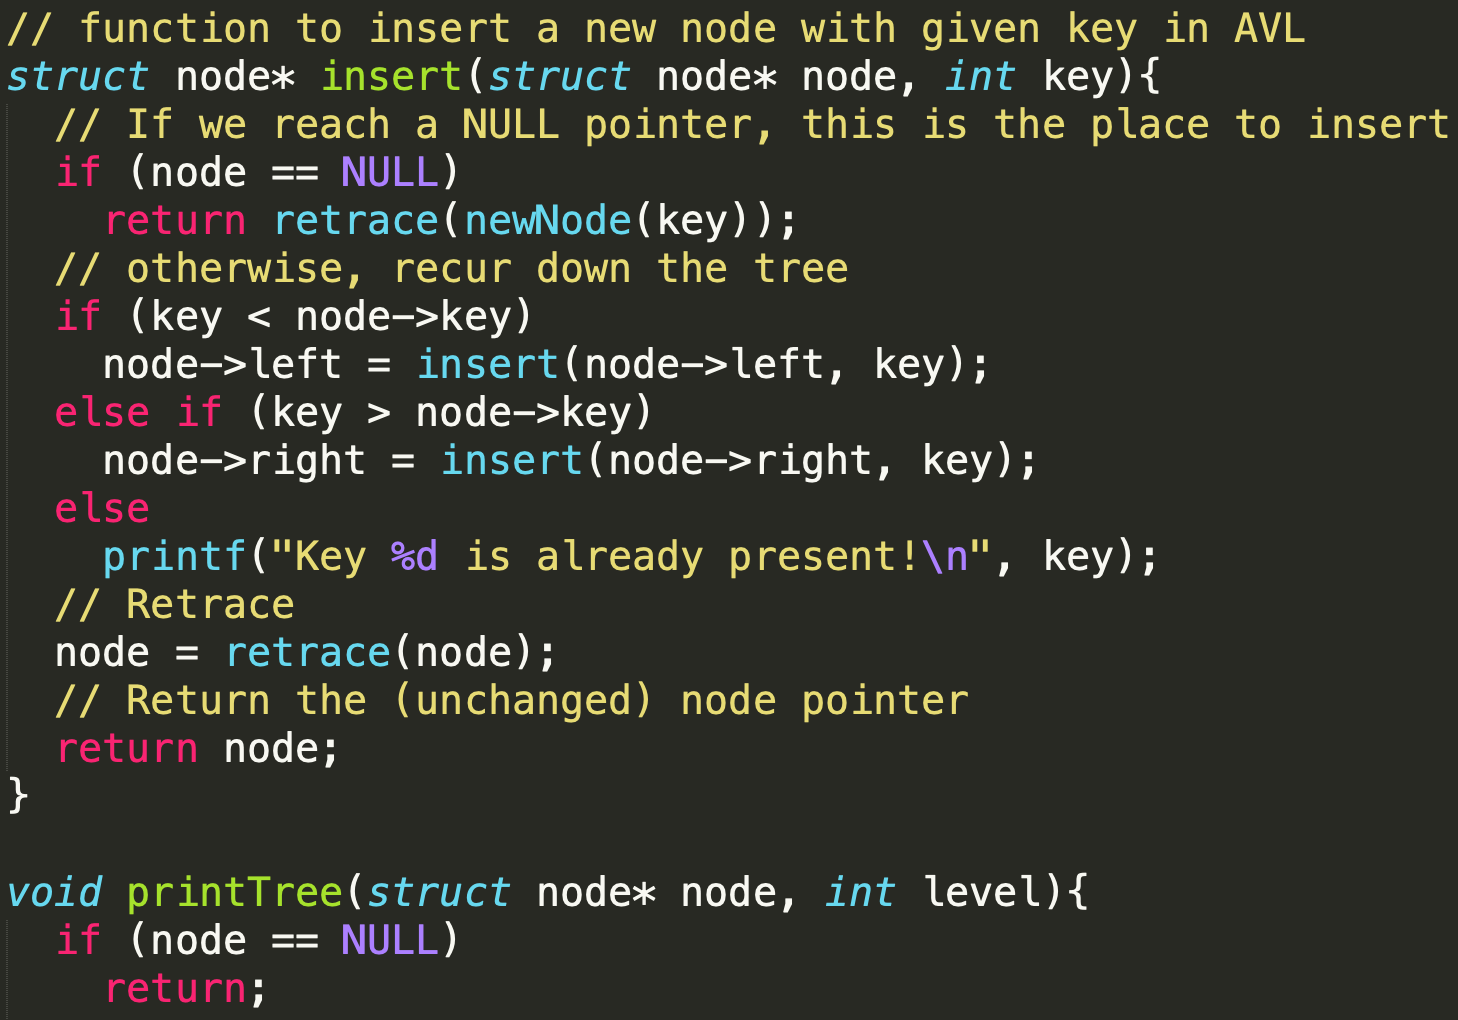 // function to insert a new node with given key in AVL
struct node* insert(struct node* node, int key){
  // If we reach a NULL pointer, this is the place to insert
  if (node == NULL)
    return retrace(newNode(key));
  // otherwise, recur down the tree
  if (key < node->key)
    node->left = insert(node->left, key);
  else if (key > node->key)
    node->right = insert(node->right, key);
  else
    printf("Key %d is already present!\n", key);
  // Retrace
  node = retrace(node);
  // Return the (unchanged) node pointer
  return node;
}

void printTree(struct node* node, int level){
  if (node == NULL)
    return;